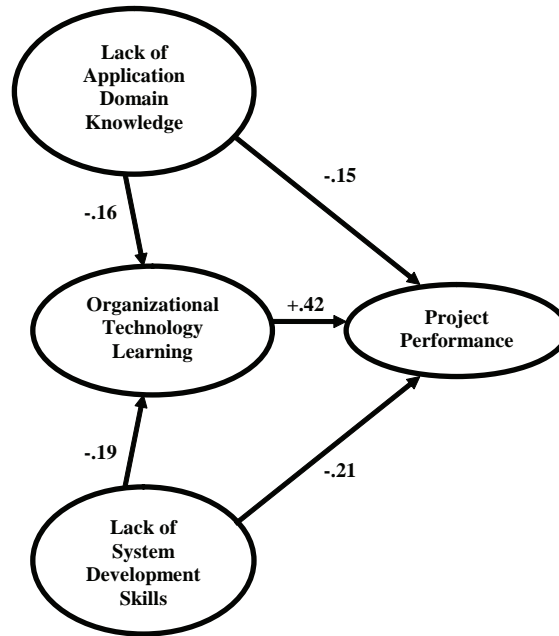 Lack of
Application
Domain
Knowledge
-.15
-.16
Organizational
Technology
Learning
+.42
Project
Performance
-.19
-.21
Lack of
System
Development
Skills